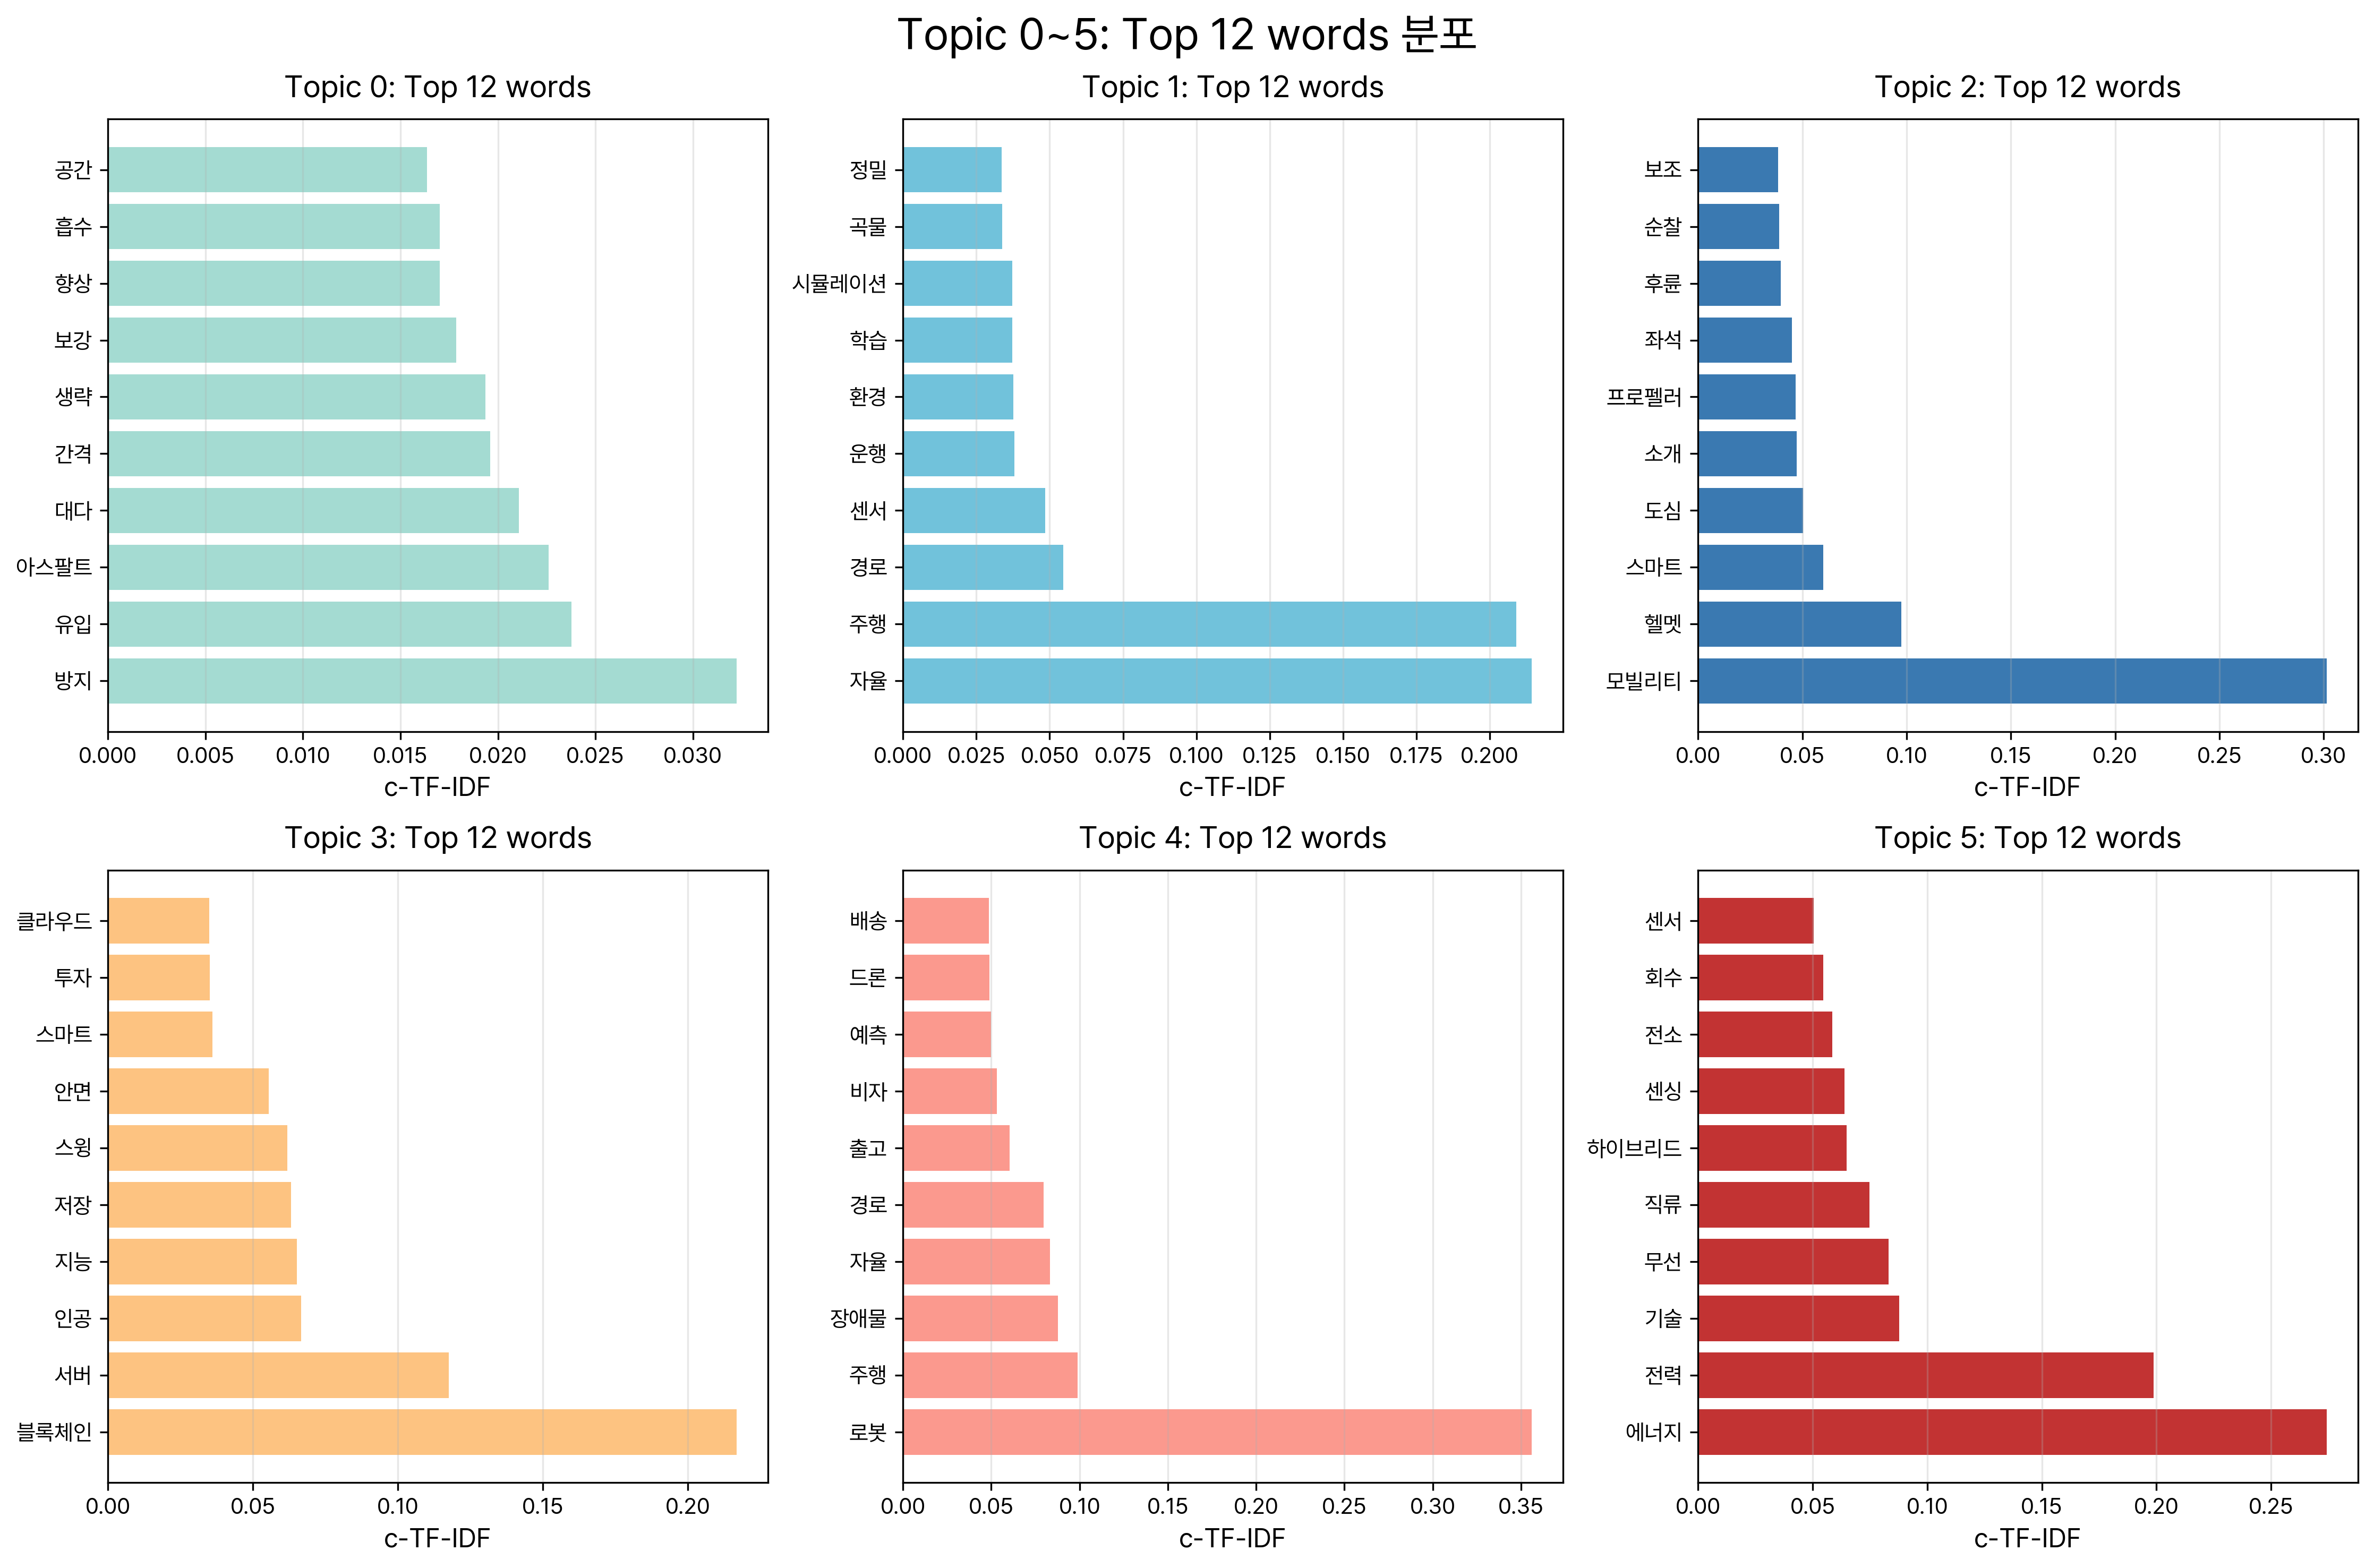 Topic 0~5: Top 12 words 분포
Topic 0: Top 12 words
공간
흡수
향상
보강
생략
간격
대다
아스팔트
유입
방지
0.000 0.005 0.010 0.015 0.020 0.025 0.030
c-TF-IDF
Topic 1: Top 12 words
정밀
곡물
시뮬레이션
학습
환경
운행
센서
경로
주행
자율
0.000 0.025 0.050 0.075 0.100 0.125 0.150 0.175 0.200
c-TF-IDF
Topic 2: Top 12 words
보조
순찰
후륜
좌석
프로펠러
소개
도심
스마트
헬멧
모빌리티
0.00 0.05 0.10 0.15 0.20 0.25 0.30
c-TF-IDF
Topic 3: Top 12 words
클라우드
투자
스마트
안면
스윙
저장
지능
인공
서버
블록체인
0.00 0.05 0.10 0.15 0.20
c-TF-IDF
Topic 4: Top 12 words
배송
드론
예측
비자
출고
경로
자율
장애물
주행
로봇
0.00 0.05 0.10 0.15 0.20 0.25 0.30 0.35
c-TF-IDF
Topic 5: Top 12 words
센서
회수
전소
센싱
하이브리드
직류
무선
기술
전력
에너지
0.00 0.05 0.10 0.15 0.20 0.25
c-TF-IDF